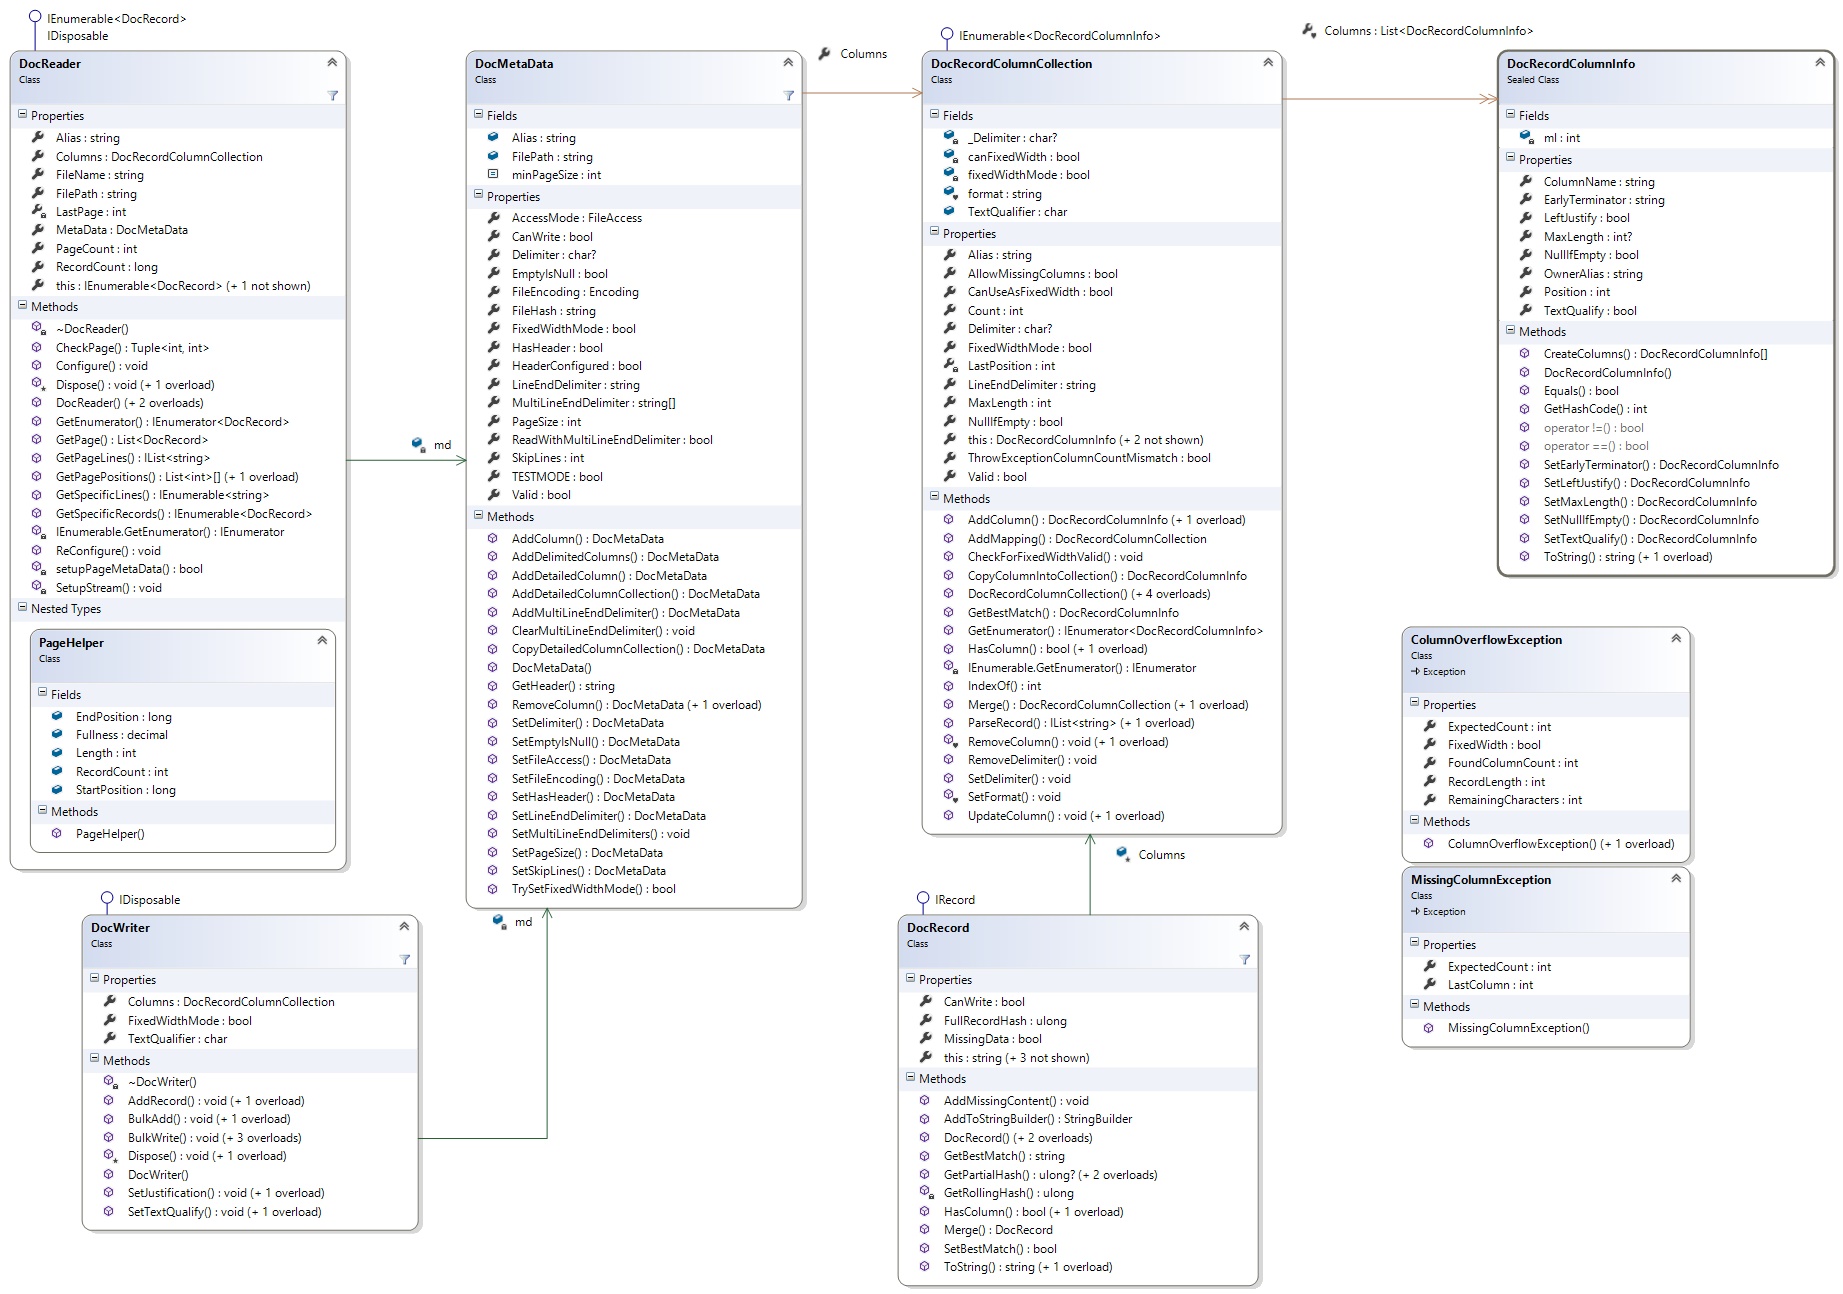 IEnumerable<DocRecord>
IDisposable
DocReader
Class
Properties
Alias : string
Columns : DocRecordColumnCollection
FileName : string
FilePath : string
LastPage : int
MetaData : DocMetaData
PageCount : int
RecordCount : long
this : IEnumerable<DocRecord> (+ 1 not shown)
Methods
~DocReader()
CheckPage() : Tuple<int, int>
Configure() : void
Dispose() : void (+ 1 overload)
DocReader() (+ 2 overloads)
GetEnumerator() : IEnumerator<DocRecord>
GetPage() : List<DocRecord>
GetPageLines() : IList<string>
GetPagePositions() : List<int>[] (+ 1 overload)
GetSpecificLines() : IEnumerable<string>
GetSpecificRecords() : IEnumerable<DocRecord>
IEnumerable.GetEnumerator() : IEnumerator
ReConfigure() : void
setupPageMetaData() : bool
SetupStream() : void
Nested Types
PageHelper
Class
Fields
EndPosition : long
Fullness : decimal
Length : int
RecordCount : int
StartPosition : long
Methods
PageHelper()
md
DocMetaData
Class
Fields
Alias : string
FilePath : string
minPageSize : int
Properties
AccessMode : FileAccess
CanWrite : bool
Delimiter : char?
EmptyIsNull : bool
FileEncoding : Encoding
FileHash : string
FixedWidthMode : bool
HasHeader : bool
HeaderConfigured : bool
LineEndDelimiter : string
MultiLineEndDelimiter : string[]
PageSize : int
ReadWithMultiLineEndDelimiter : bool
SkipLines : int
TESTMODE : bool
Valid : bool
Methods
AddColumn() : DocMetaData
AddDelimitedColumns() : DocMetaData
AddDetailedColumn() : DocMetaData
AddDetailedColumnCollection() : DocMetaData
AddMultiLineEndDelimiter() : DocMetaData
ClearMultiLineEndDelimiter() : void
CopyDetailedColumnCollection() : DocMetaData
DocMetaData()
GetHeader() : string
RemoveColumn() : DocMetaData (+ 1 overload)
SetDelimiter() : DocMetaData
SetEmptyIsNull() : DocMetaData
SetFileAccess() : DocMetaData
SetFileEncoding() : DocMetaData
SetHasHeader() : DocMetaData
SetLineEndDelimiter() : DocMetaData
SetMultiLineEndDelimiters() : void
SetPageSize() : DocMetaData
SetSkipLines() : DocMetaData
TrySetFixedWidthMode() : bool
md
Columns
IEnumerable<DocRecordColumnInfo>
DocRecordColumnCollection
Class
Fields
_Delimiter : char?
canFixedWidth : bool
fixedWidthMode : bool
format : string
TextQualifier : char
Properties
Alias : string
AllowMissingColumns : bool
CanUseAsFixedWidth : bool
Count : int
Delimiter : char?
FixedWidthMode : bool
LastPosition : int
LineEndDelimiter : string
MaxLength : int
NullIfEmpty : bool
this : DocRecordColumnInfo (+ 2 not shown)
ThrowExceptionColumnCountMismatch : bool
Valid : bool
Methods
AddColumn() : DocRecordColumnInfo (+ 1 overload)
AddMapping() : DocRecordColumnCollection
CheckForFixedWidthValid() : void
CopyColumnIntoCollection() : DocRecordColumnInfo
DocRecordColumnCollection() (+ 4 overloads)
GetBestMatch() : DocRecordColumnInfo
GetEnumerator() : IEnumerator<DocRecordColumnInfo>
HasColumn() : bool (+ 1 overload)
IEnumerable.GetEnumerator() : IEnumerator
IndexOf() : int
Merge() : DocRecordColumnCollection (+ 1 overload)
ParseRecord() : IList<string> (+ 1 overload)
RemoveColumn() : void (+ 1 overload)
RemoveDelimiter() : void
SetDelimiter() : void
SetFormat() : void
UpdateColumn() : void (+ 1 overload)
Columns
Columns : List<DocRecordColumnInfo>
DocRecordColumnInfo
Sealed Class
Fields
ml : int
Properties
ColumnName : string
EarlyTerminator : string
LeftJustify : bool
MaxLength : int?
NullIfEmpty : bool
OwnerAlias : string
Position : int
TextQualify : bool
Methods
CreateColumns() : DocRecordColumnInfo[]
DocRecordColumnInfo()
Equals() : bool
GetHashCode() : int
operator !=() : bool
operator ==() : bool
SetEarlyTerminator() : DocRecordColumnInfo
SetLeftJustify() : DocRecordColumnInfo
SetMaxLength() : DocRecordColumnInfo
SetNullIfEmpty() : DocRecordColumnInfo
SetTextQualify() : DocRecordColumnInfo
ToString() : string (+ 1 overload)
ColumnOverflowException
Class
Exception
Properties
ExpectedCount : int
FixedWidth : bool
FoundColumnCount : int
RecordLength : int
RemainingCharacters : int
Methods
ColumnOverflowException() (+ 1 overload)
MissingColumnException
Class
Exception
Properties
ExpectedCount : int
LastColumn : int
Methods
MissingColumnException()
IDisposable
DocWriter
Class
Properties
Columns : DocRecordColumnCollection
FixedWidthMode : bool
TextQualifier : char
Methods
~DocWriter()
AddRecord() : void (+ 1 overload)
BulkAdd() : void (+ 1 overload)
BulkWrite() : void (+ 3 overloads)
Dispose() : void (+ 1 overload)
DocWriter()
SetJustification() : void (+ 1 overload)
SetTextQualify() : void (+ 1 overload)
IRecord
DocRecord
Class
Properties
CanWrite : bool
FullRecordHash : ulong
MissingData : bool
this : string (+ 3 not shown)
Methods
AddMissingContent() : void
AddToStringBuilder() : StringBuilder
DocRecord() (+ 2 overloads)
GetBestMatch() : string
GetPartialHash() : ulong? (+ 2 overloads)
GetRollingHash() : ulong
HasColumn() : bool (+ 1 overload)
Merge() : DocRecord
SetBestMatch() : bool
ToString() : string (+ 1 overload)